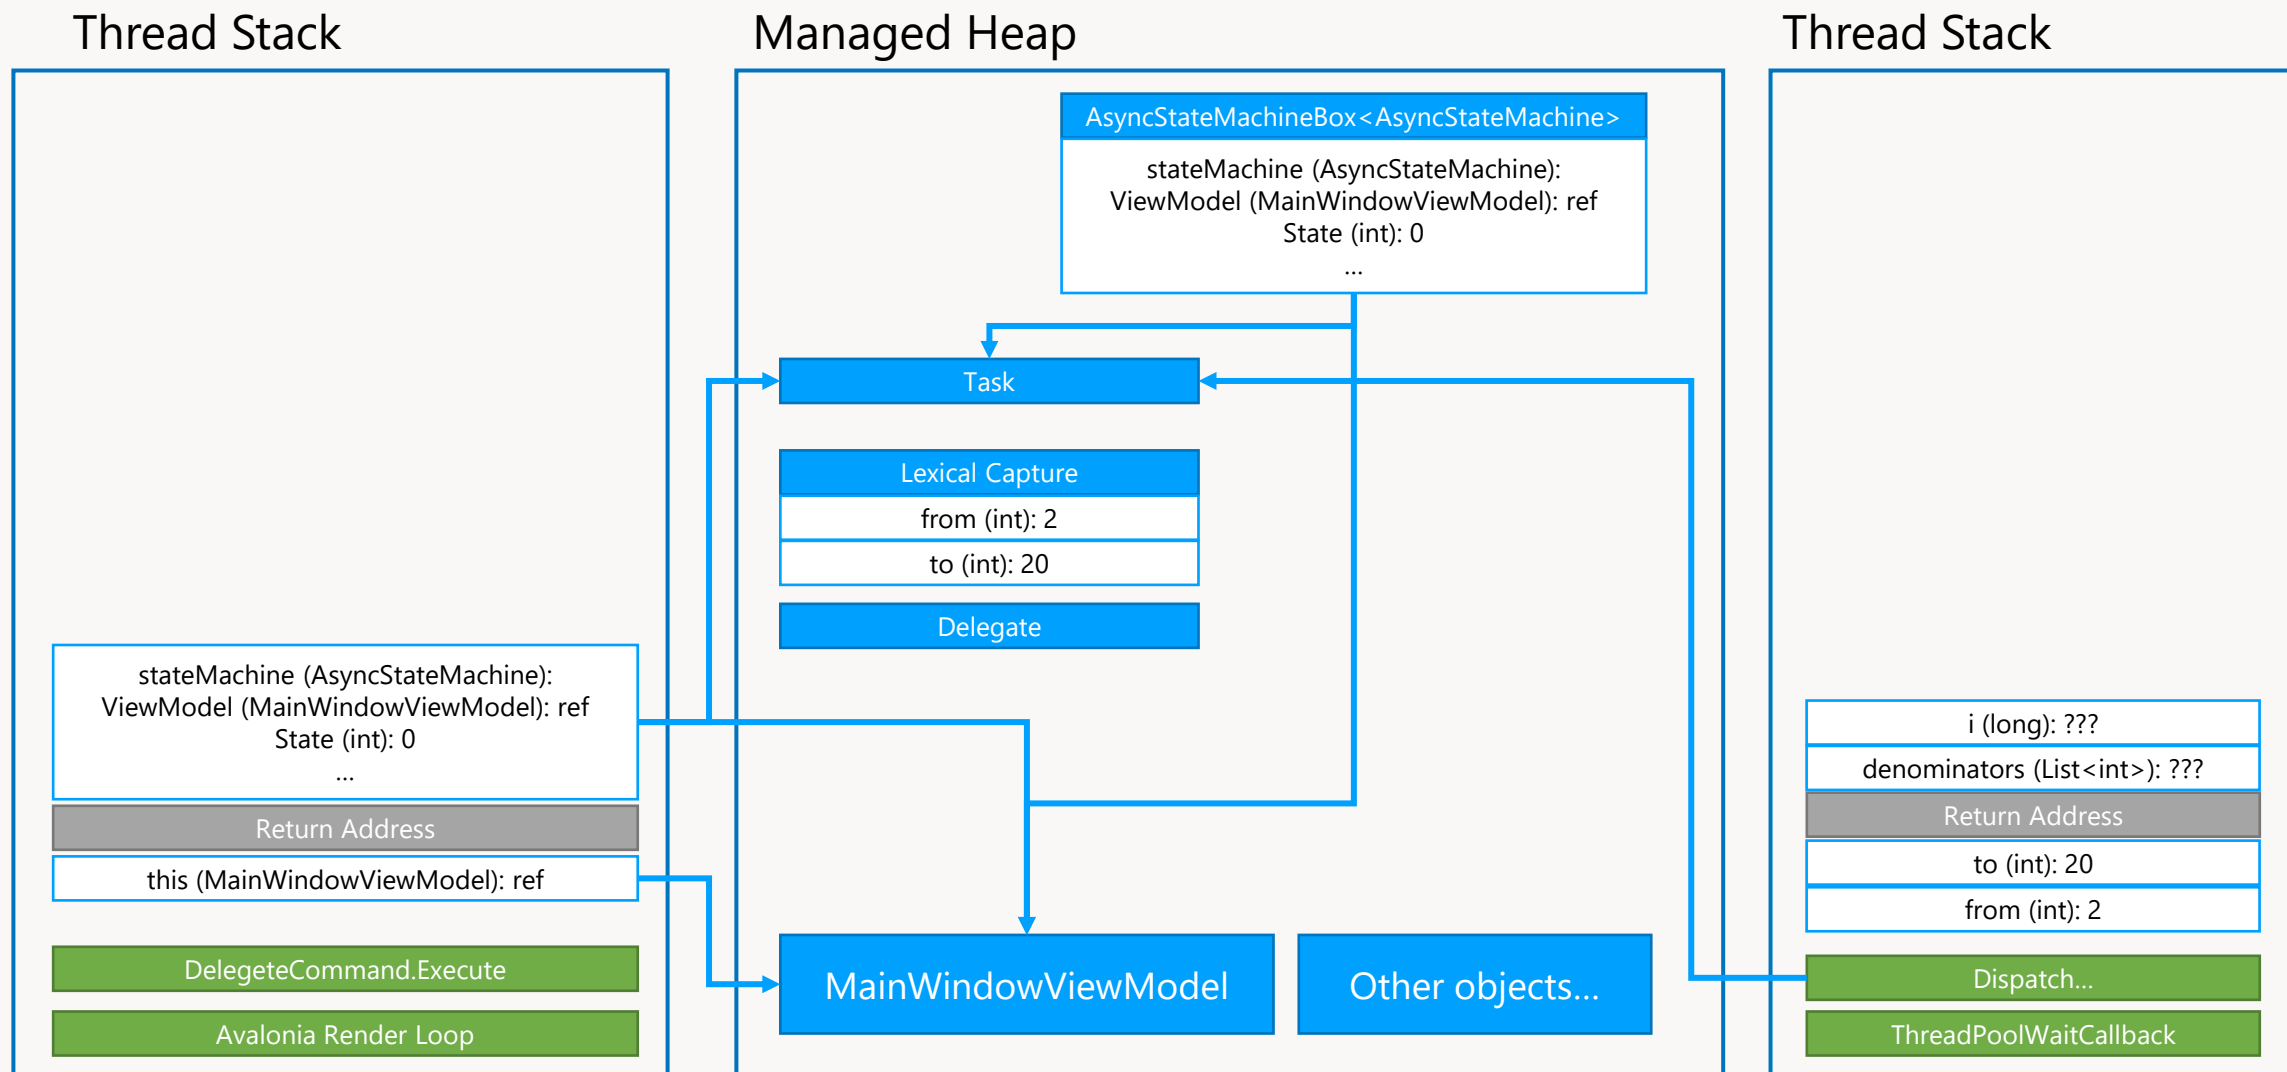 Thread Stack
stateMachine (AsyncStateMachine):
ViewModel (MainWindowViewModel): ref
State (int): 0
...
Return Address
this (MainWindowViewModel): ref
DelegeteCommand.Execute
Avalonia Render Loop
Managed Heap
AsyncStateMachineBox<AsyncStateMachine>
stateMachine (AsyncStateMachine):
ViewModel (MainWindowViewModel): ref
State (int): 0
...
Task
Lexical Capture
from (int): 2
to (int): 20
Delegate
MainWindowViewModel
Other objects...
Thread Stack
i (long): ???
denominators (List<int>): ???
Return Address
to (int): 20
from (int): 2
Dispatch...
ThreadPoolWaitCallback